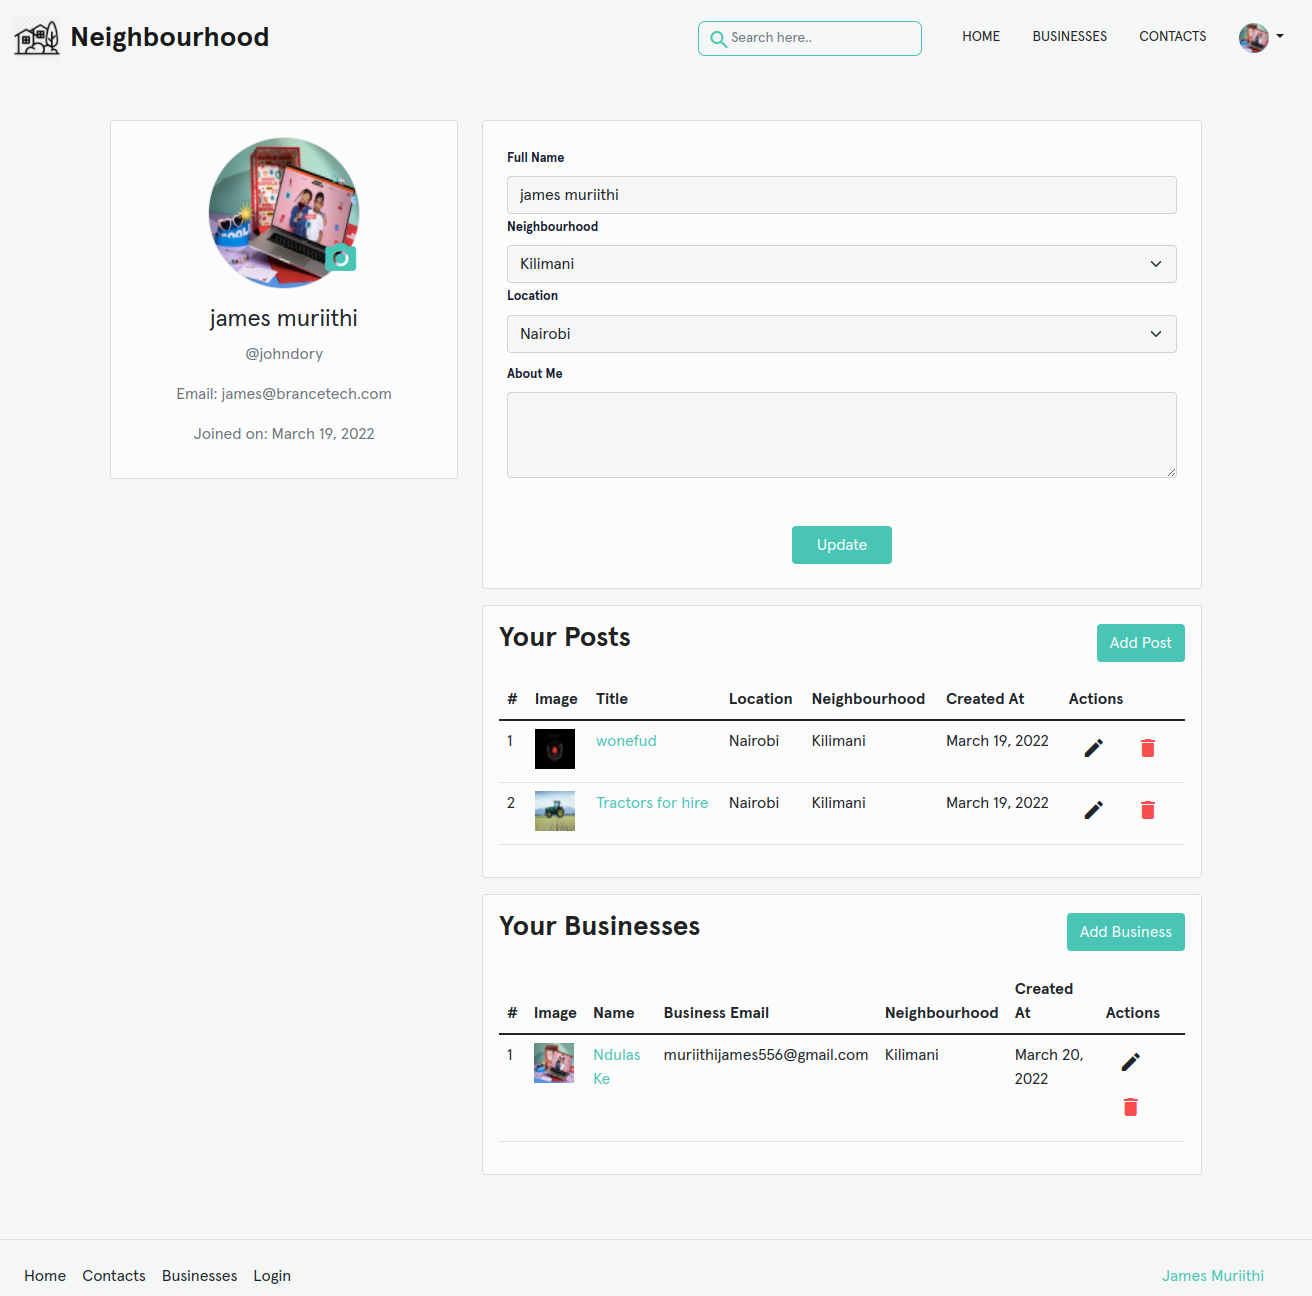 Neighbourhood
Search here..
HOME
BUSINESSES
CONTACTS
james muriithi
@johndory
Email: james@brancetech.com
Joined on: March 19, 2022
Full Name
james muriithi
Neighbourhood
Kilimani
Location
Nairobi
About Me
Update
Your Posts
Add Post
# Image Title Location Neighbourhood Created At Actions
1 wonefud Nairobi Kilimani March 19, 2022
2 Tractors for hire Nairobi Kilimani March 19, 2022
Your Businesses
Add Business
# Image Name Business Email Neighbourhood Created At Actions
1 Ndulas Ke muriithijames556@gmail.com Kilimani March 20, 2022
Home Contacts Businesses Login
James Muriithi